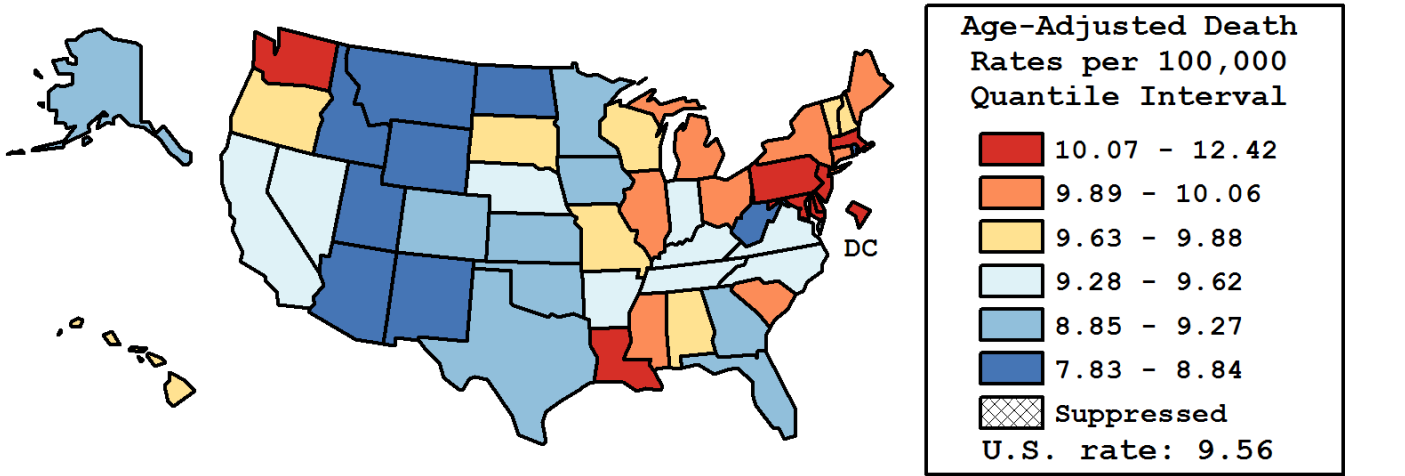 Age-Adjusted Death
Rates per 100,000
Quantile Interval
10.07 - 12.42
9.89 - 10.06
9.63 - 9.88
9.28 - 9.62
8.85 - 9.27
7.83 - 8.84
Suppressed
U.S. rate: 9.56
DC